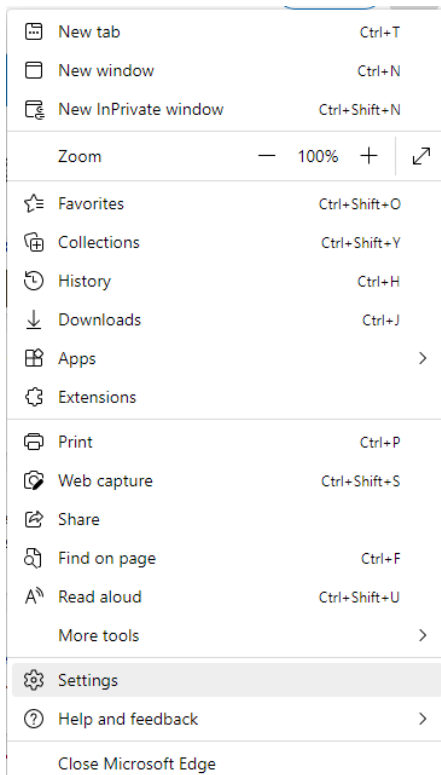 New tab Ctrl+T
New window Ctrl+N
New InPrivate window Ctrl+Shift+N
Zoom — 100% +
Favorites Ctrl+Shift+O
Collections Ctrl+Shift+Y
History Ctrl+H
Downloads Ctrl+J
Apps
Extensions
Print Ctrl+P
Web capture Ctrl+Shift+S
Share
Find on page Ctrl+F
Read aloud Ctrl+Shift+U
More tools
Settings
Help and feedback
Close Microsoft Edge